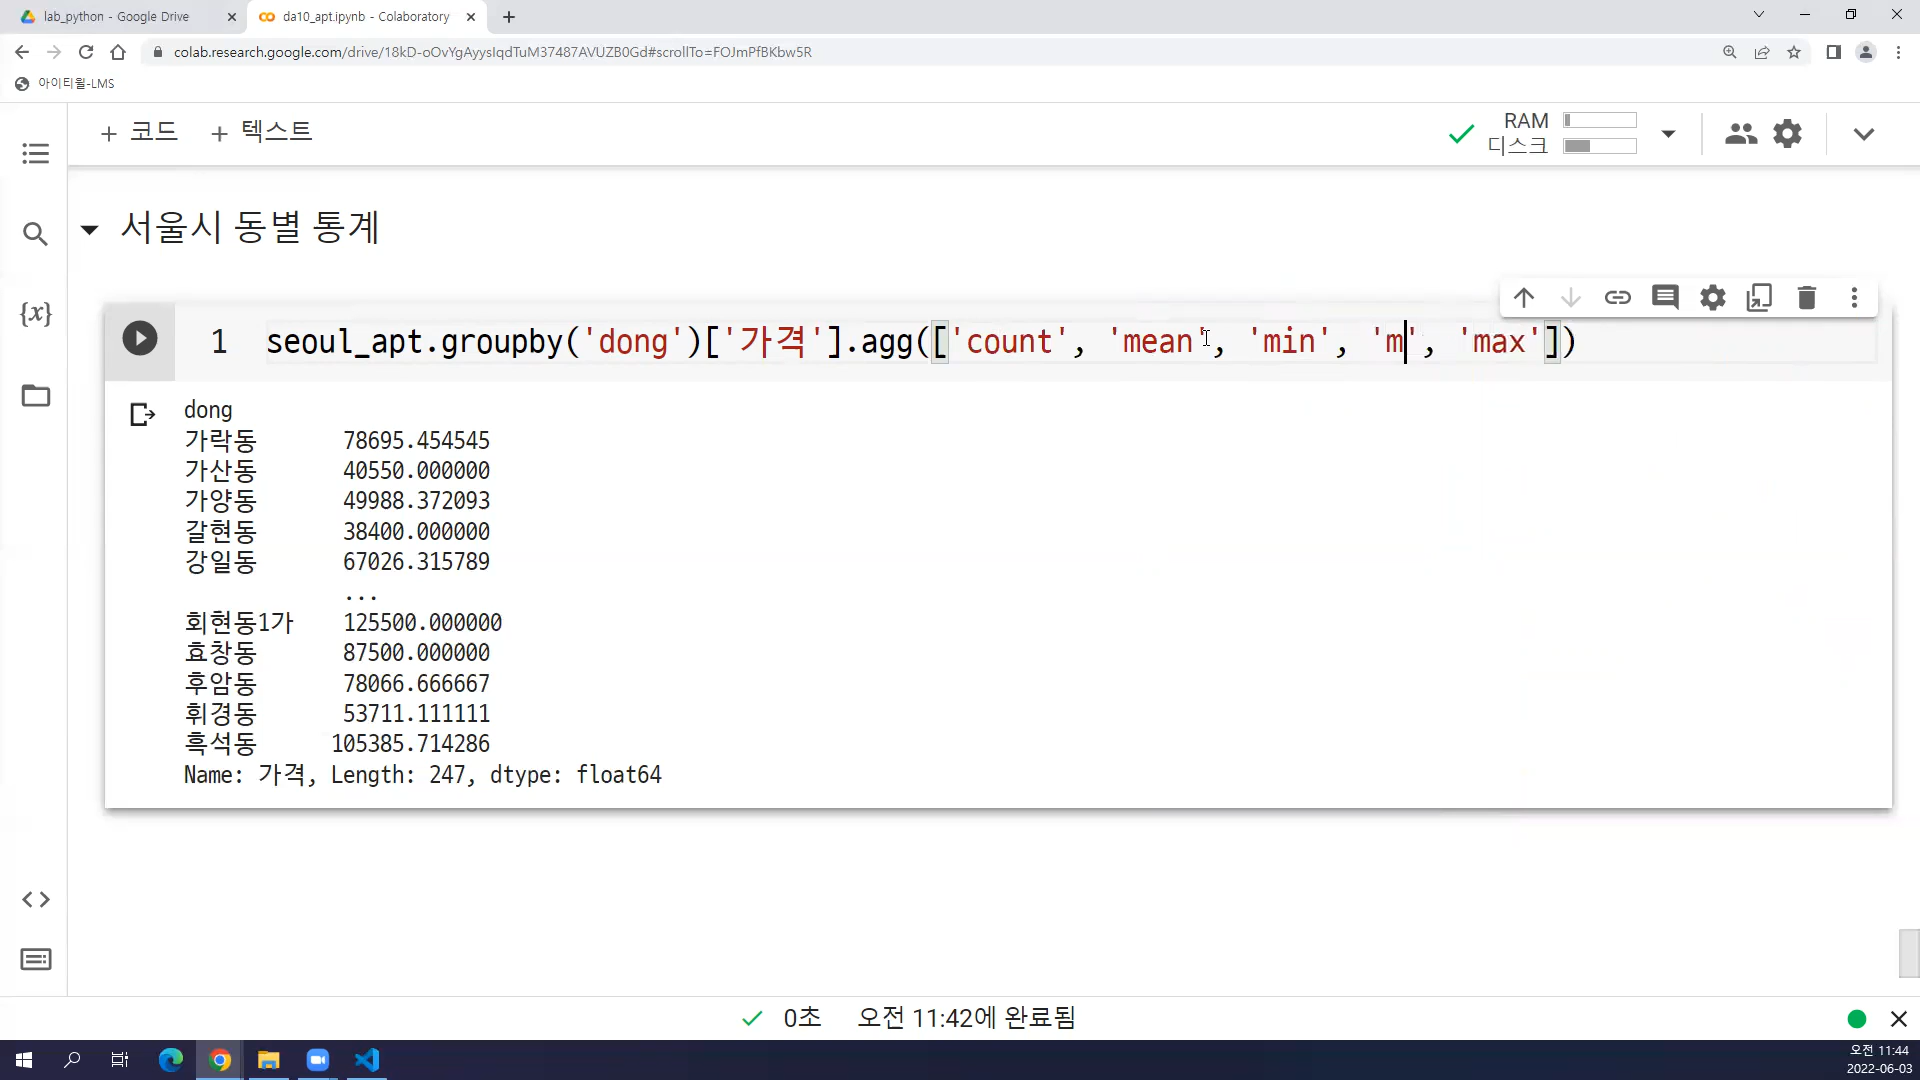 lab_python - Google Drive
da10_apt.ipynb - Colaboratory
colab.research.google.com/drive/18kD-oOvYgAyysIqdTuM37487AVUZB0Gd#scrollTo=FOJmPfBKbw5R
아이티윌-LMS
+ 코드 + 텍스트
RAM
디스크
서울시 동별 통계
{x}
1 seoul_apt.groupby('dong')['가격'].agg(['count', 'mean', 'min', 'm', 'max'])
dong
가락동 78695.454545
가산동 40550.000000
가양동 49988.372093
갈현동 38400.000000
강일동 67026.315789
...
회현동1가 125500.000000
효창동 87500.000000
후암동 78066.666667
휘경동 53711.111111
흑석동 105385.714286
Name: 가격, Length: 247, dtype: float64
0초 오전 11:42에 완료됨
오전 11:44
2022-06-03